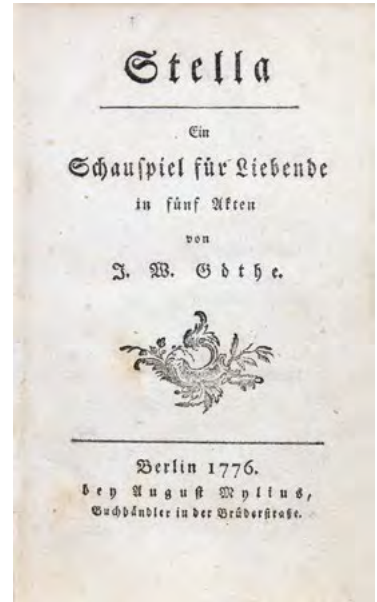 Stella
Ein
Schauspiel für Liebende
in fünf Akten
von
J. W. Göthe.
Berlin 1776.
bey August Mylius,
Buchhändler in der Brüderstraße.